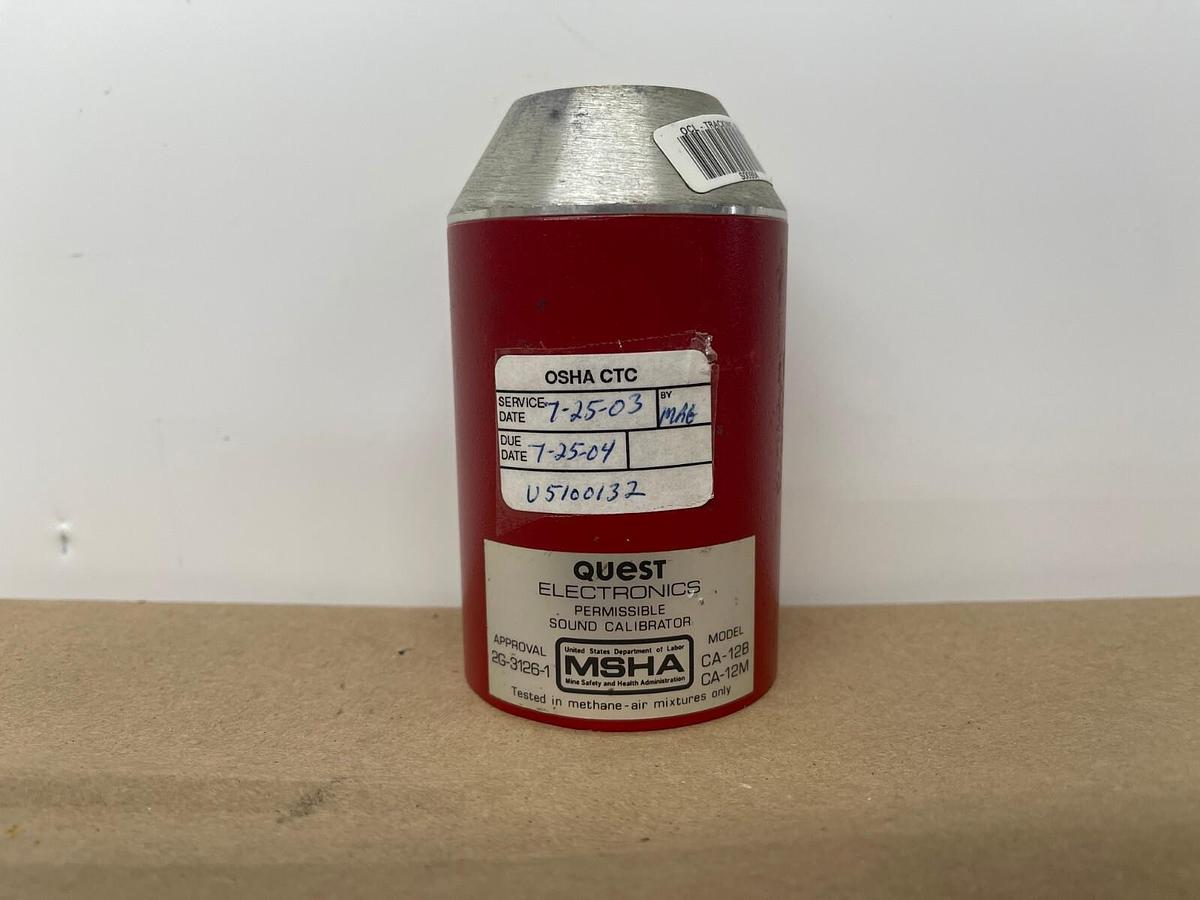 OCL - TRACKING
OSHA CTC
SERVICE DATE 7-25-03 BY MAG
DUE DATE 7-25-04
U5100132
QUEST
ELECTRONICS
PERMISSIBLE
SOUND CALIBRATOR
APPROVAL
2G-3126-1
United States Department of Labor
MSHA
Mine Safety and Health Administration
MODEL
CA-12B
CA-12M
Tested in methane-air mixtures only